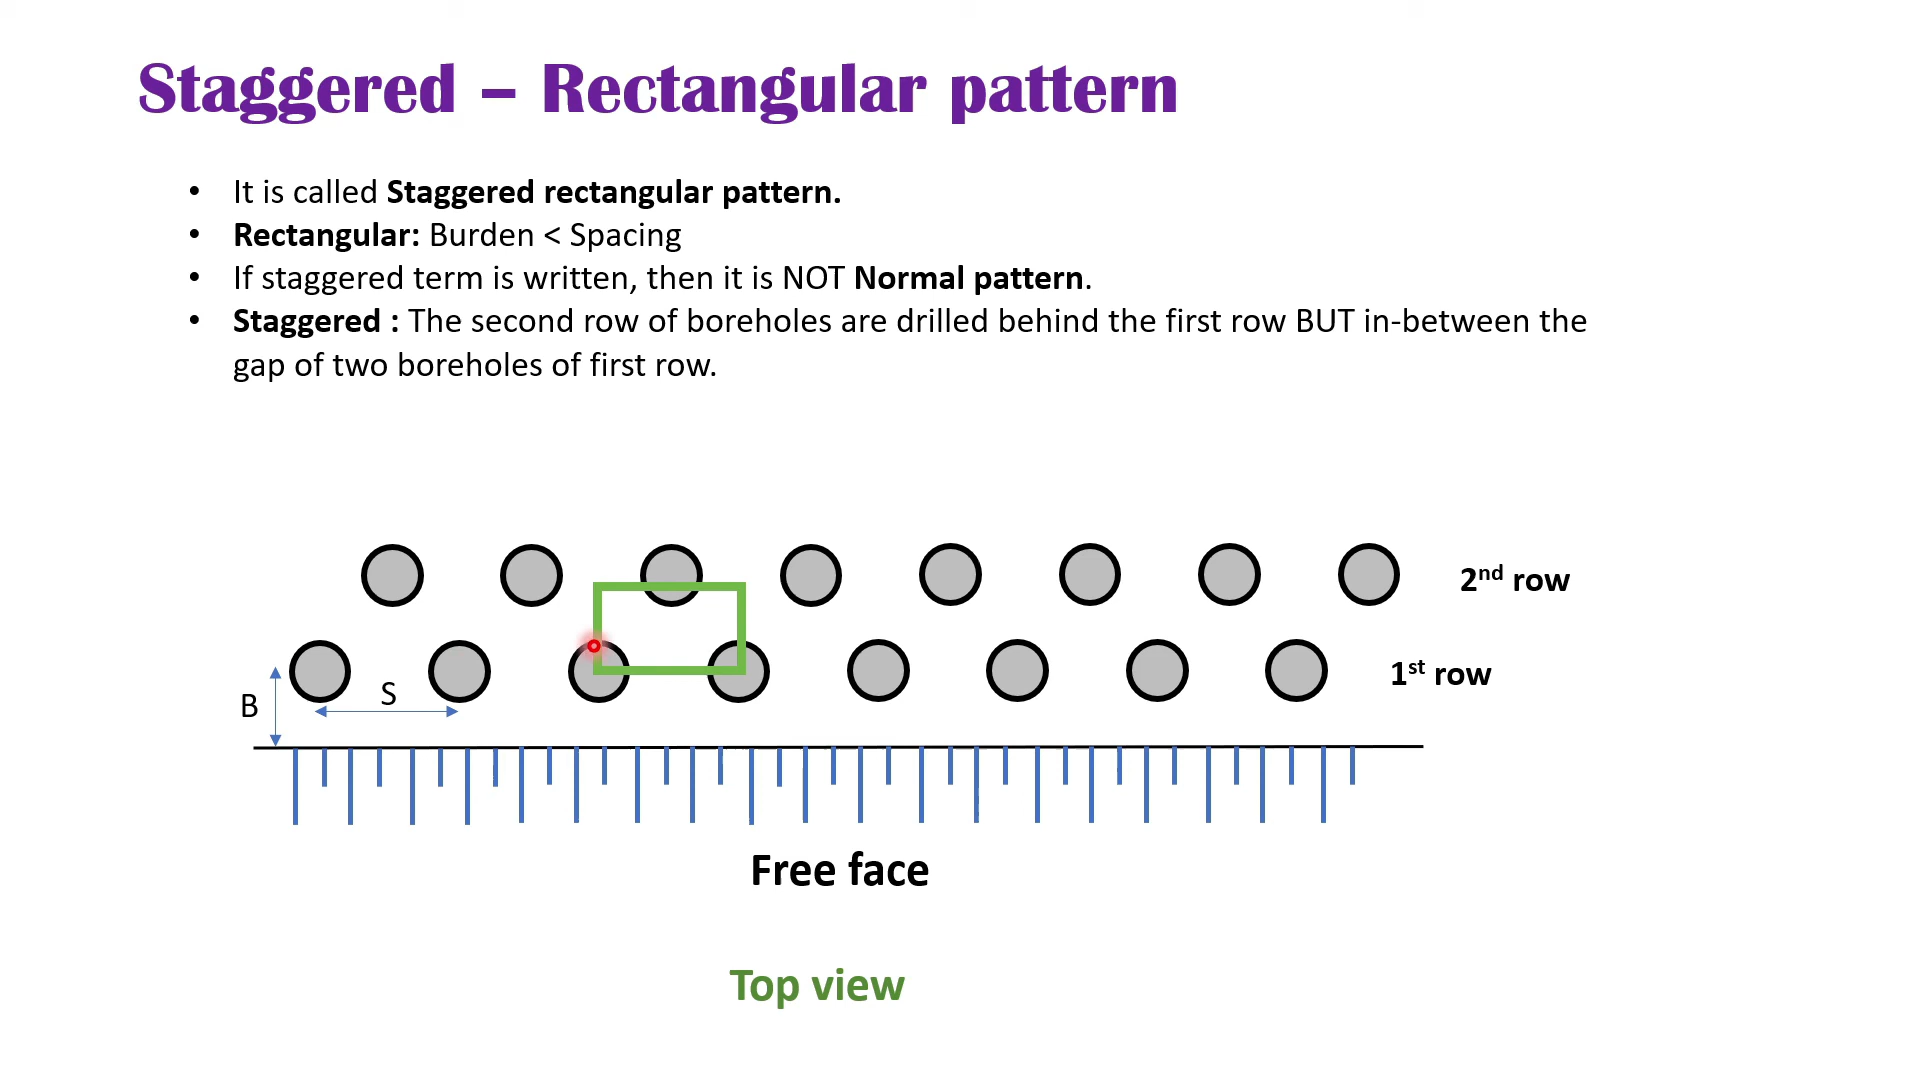 Staggered – Rectangular pattern
• It is called Staggered rectangular pattern.
• Rectangular: Burden < Spacing
• If staggered term is written, then it is NOT Normal pattern.
• Staggered : The second row of boreholes are drilled behind the first row BUT in-between the
gap of two boreholes of first row.
2nd row
1st row
B
S
Free face
Top view